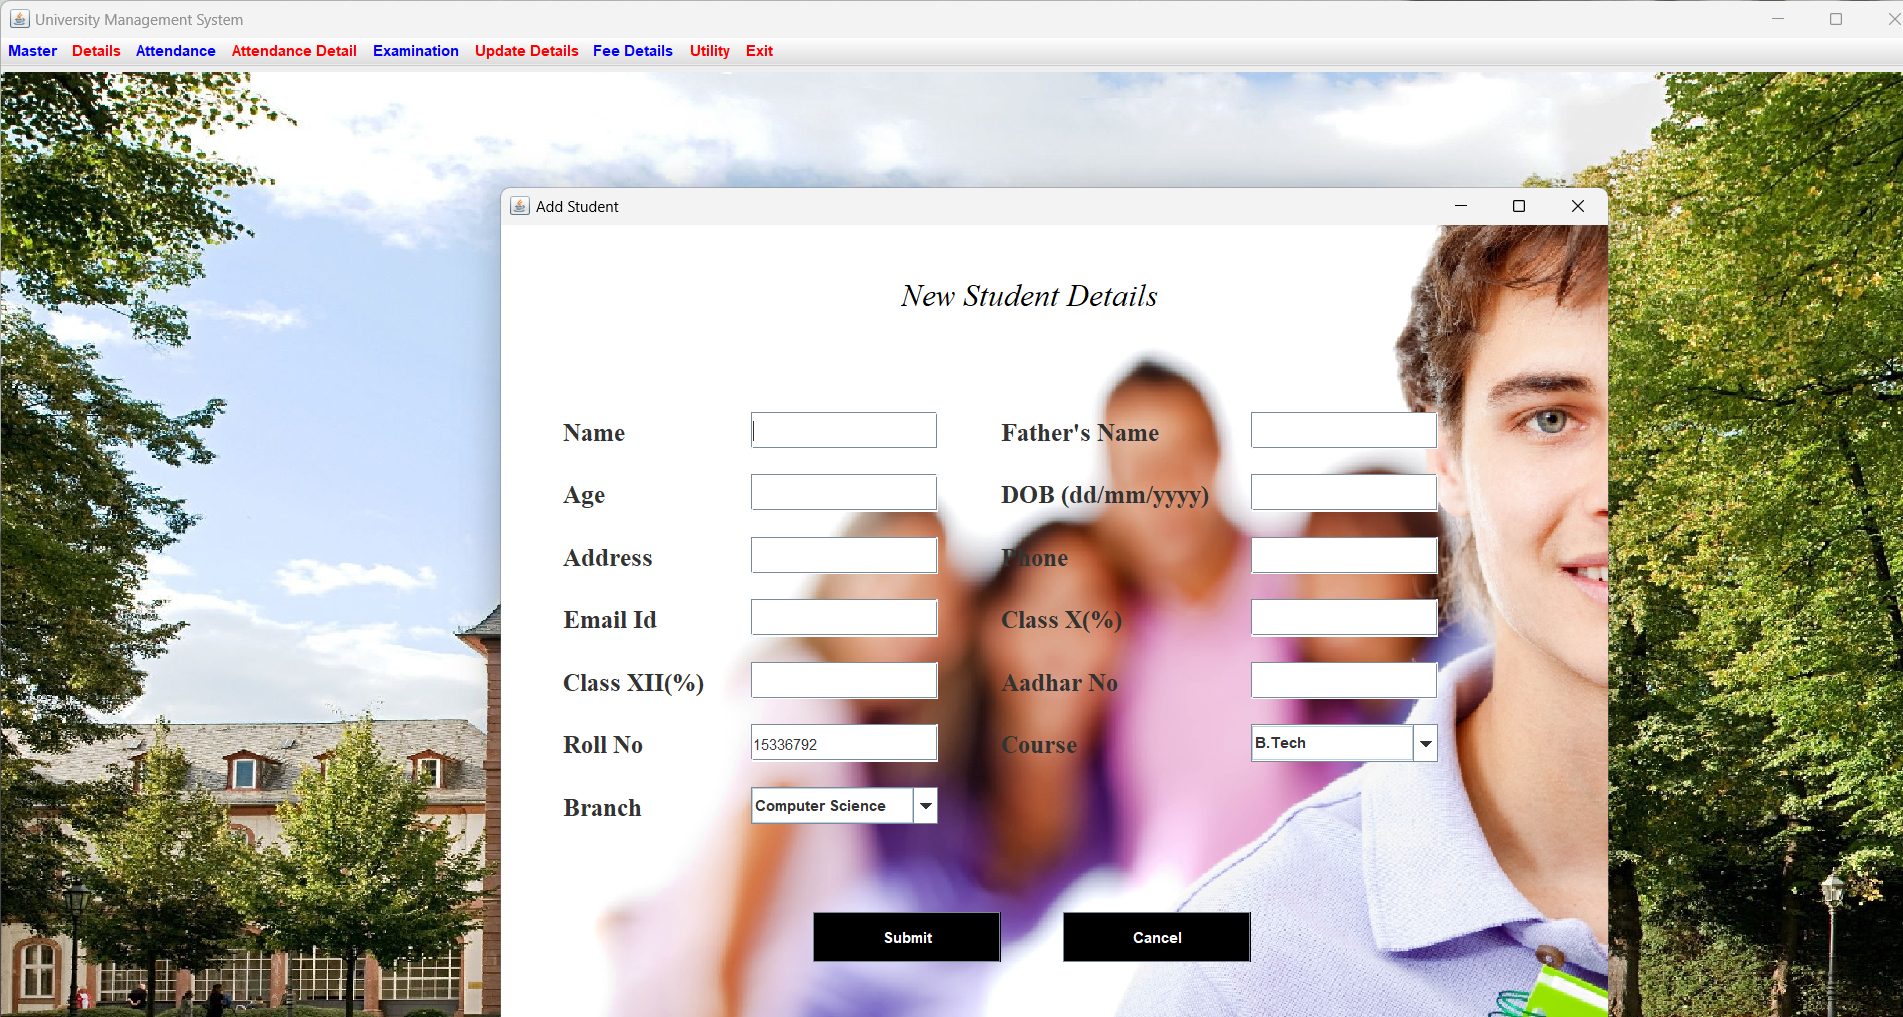 University Management System
Master Details Attendance Attendance Detail Examination Update Details Fee Details Utility Exit
Add Student
New Student Details
Name Father's Name
Age DOB (dd/mm/yyyy)
Address Phone
Email Id Class X(%)
Class XII(%) Aadhar No
Roll No 15336792 Course B.Tech
Branch Computer Science
Submit Cancel